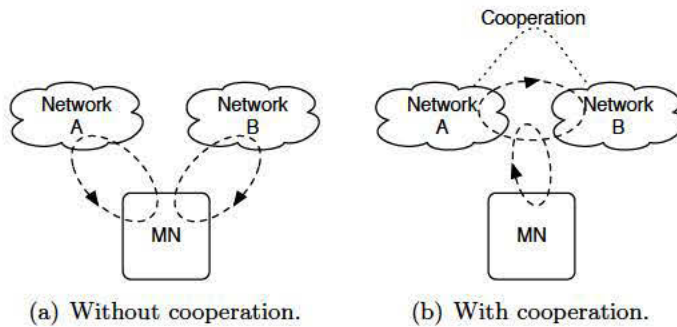 Cooperation
Network
A
Network
B
Network
A
Network
B
MN
MN
(a) Without cooperation.
(b) With cooperation.